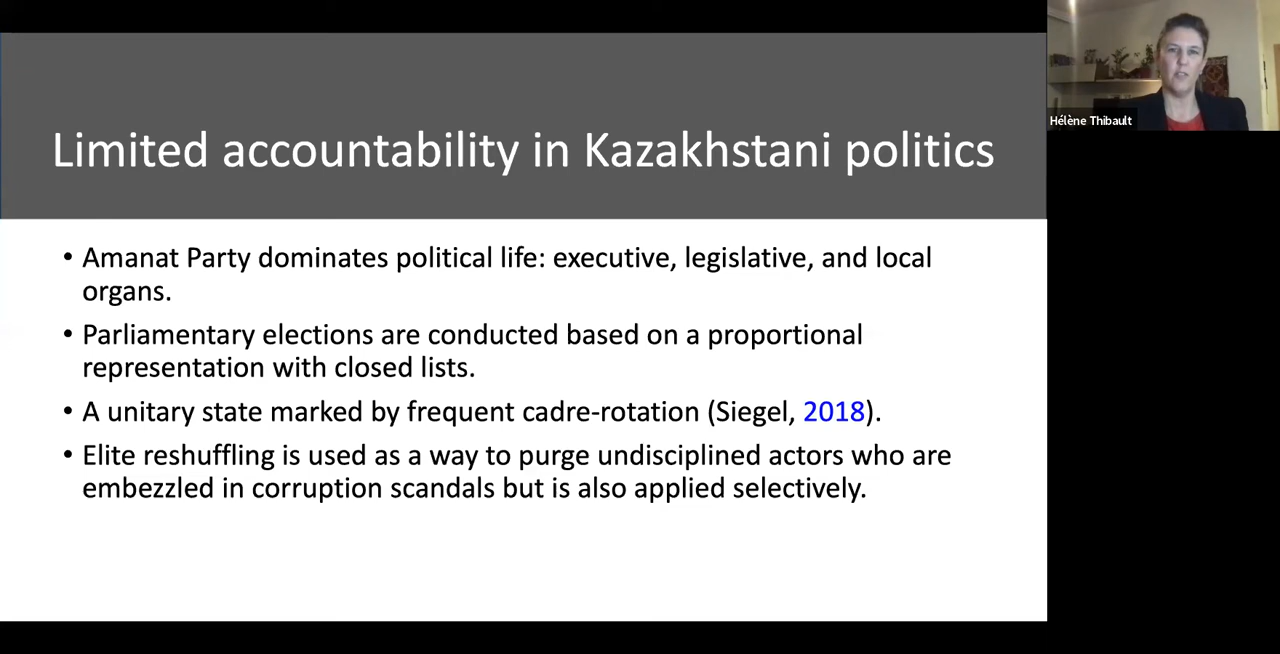 Limited accountability in Kazakhstani politics
Hélène Thibault
• Amanat Party dominates political life: executive, legislative, and local
organs.
• Parliamentary elections are conducted based on a proportional
representation with closed lists.
• A unitary state marked by frequent cadre-rotation (Siegel, 2018).
• Elite reshuffling is used as a way to purge undisciplined actors who are
embezzled in corruption scandals but is also applied selectively.